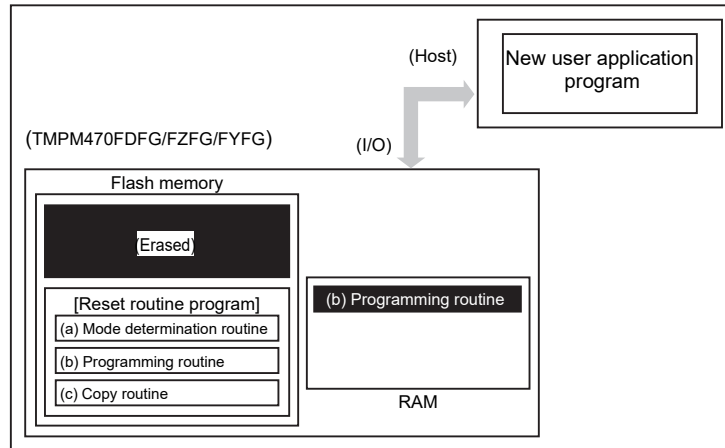 (Host)
New user application
program
(TMPM470FDFG/FZFG/FYFG)
(I/O)
Flash memory
(Erased)
[Reset routine program]
(a) Mode determination routine
(b) Programming routine
(c) Copy routine
(b) Programming routine
RAM